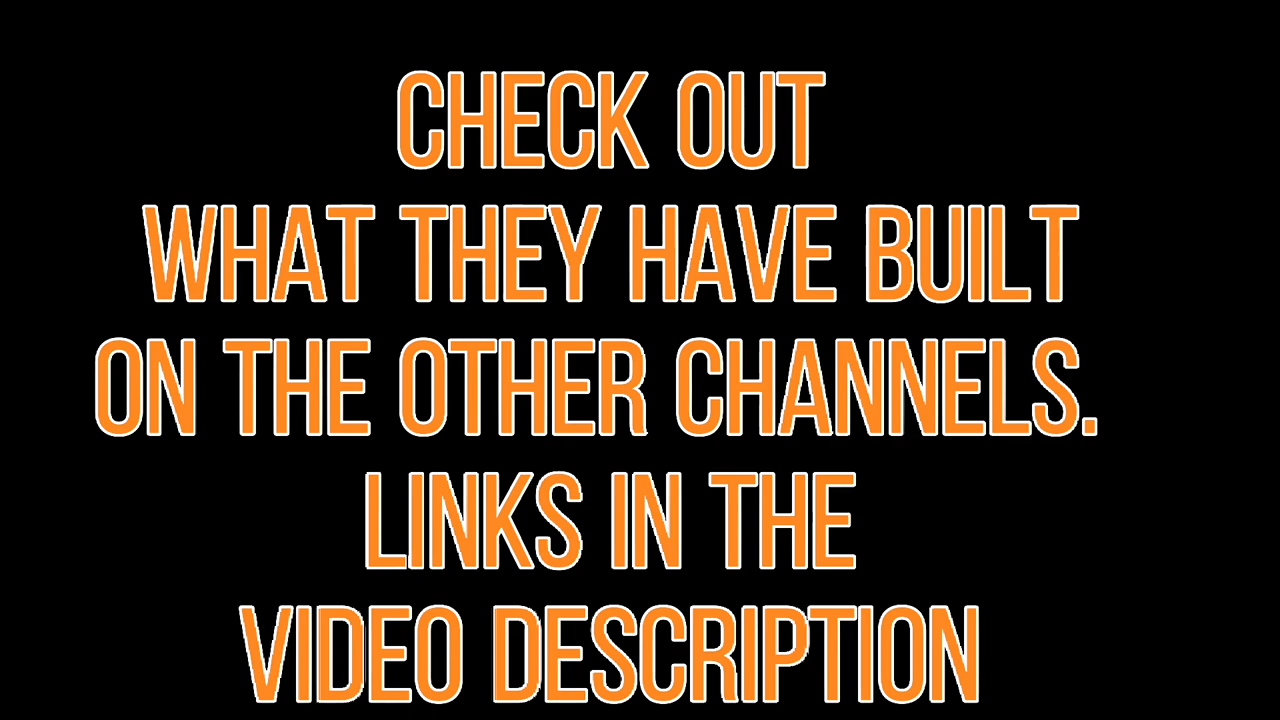 CHECK OUT
WHAT THEY HAVE BUILT
ON THE OTHER CHANNELS.
LINKS IN THE
VIDEO DESCRIPTION